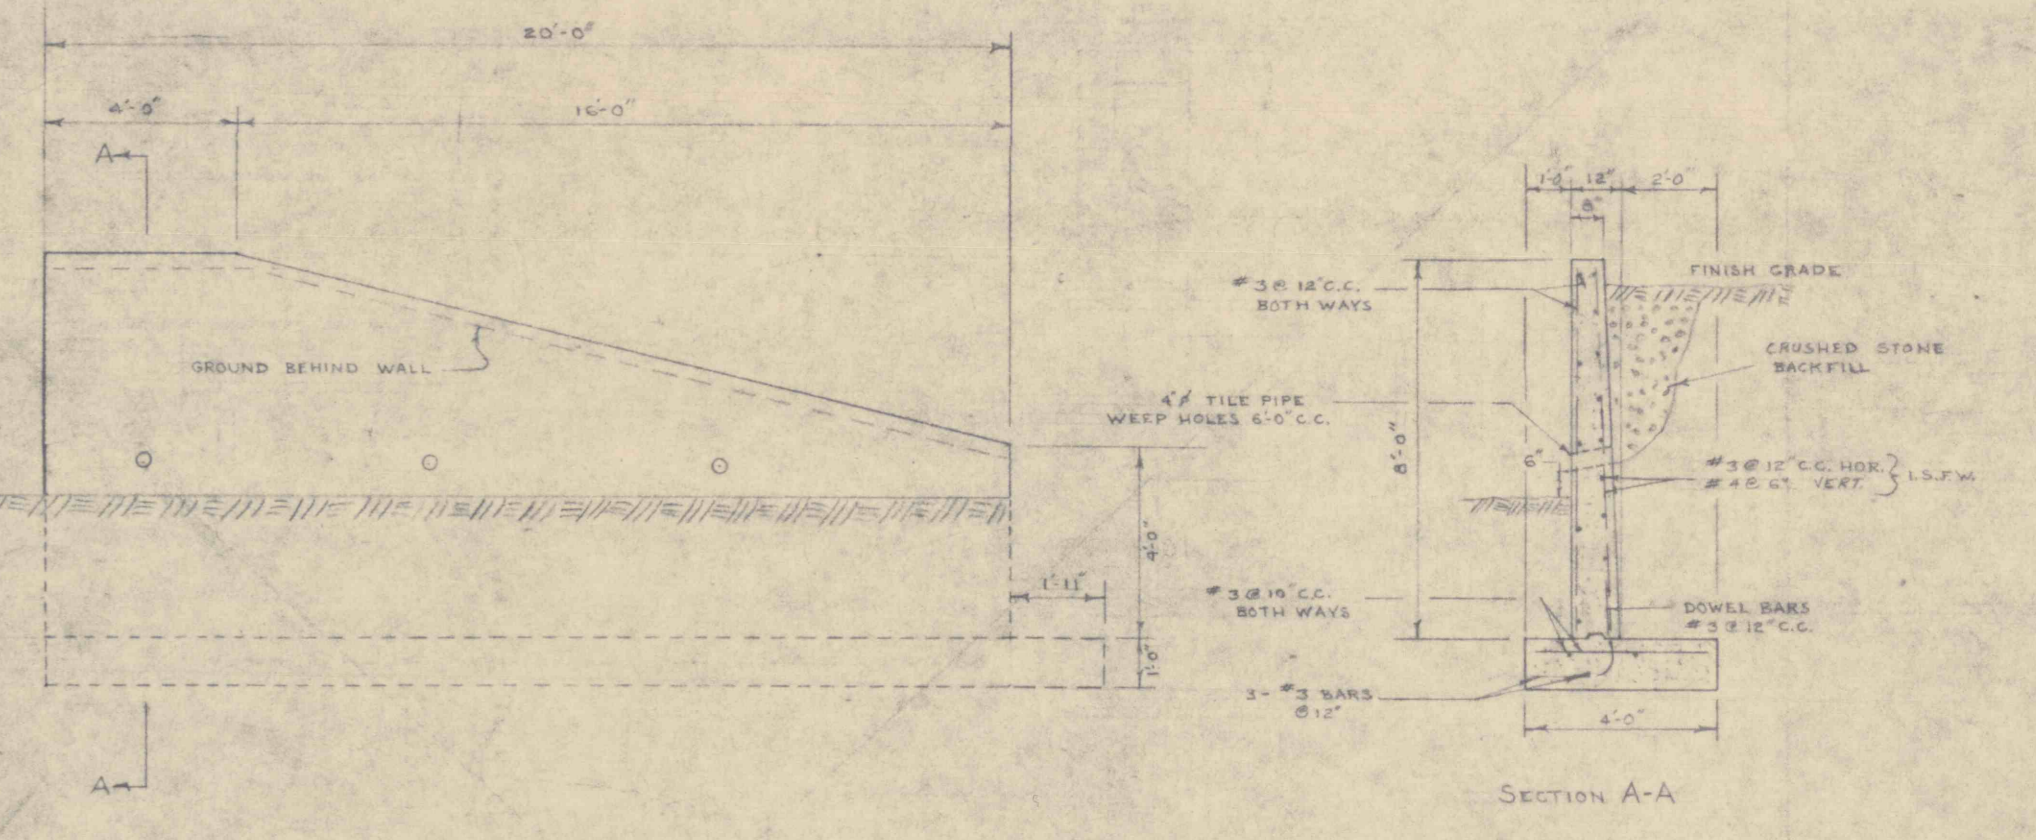 20'-0"
4'-0"
16'-0"
A
GROUND BEHIND WALL
4'-0"
1'-11"
1'-0"
A
1'-0" 12" 2'-0"
8"
#3 @ 12" C.C.
BOTH WAYS
FINISH GRADE
CRUSHED STONE
BACKFILL
4"ø TILE PIPE
WEEP HOLES 6'-0" C.C.
8'-0"
6"
#3 @ 12" C.C. HOR.
#4 @ 6" VERT.
I.S.F.W.
#3 @ 10" C.C.
BOTH WAYS
DOWEL BARS
#3 @ 12" C.C.
3 - #3 BARS
@ 12"
4'-0"
SECTION A-A